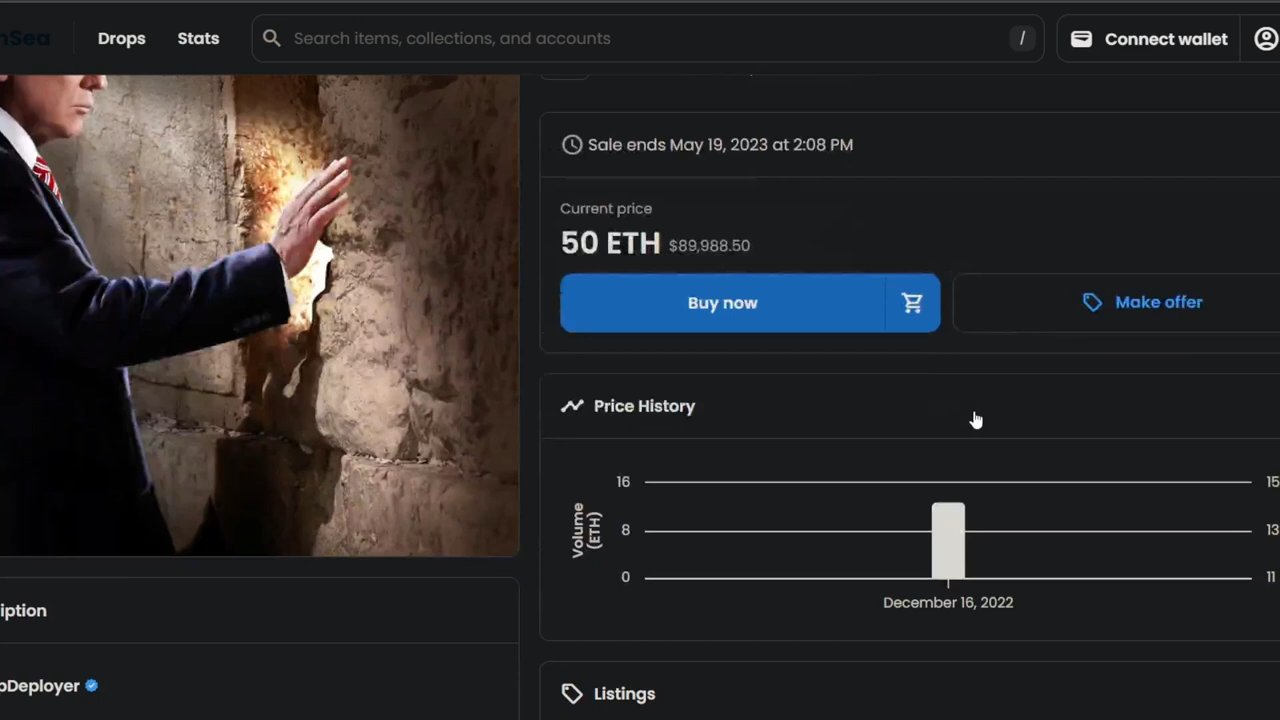 nSea
Drops
Stats
Search items, collections, and accounts
/
Connect wallet
Sale ends May 19, 2023 at 2:08 PM
Current price
50 ETH $89,988.50
Buy now
Make offer
Price History
Volume
(ETH)
16
8
0
15
13
11
December 16, 2022
iption
pDeployer
Listings